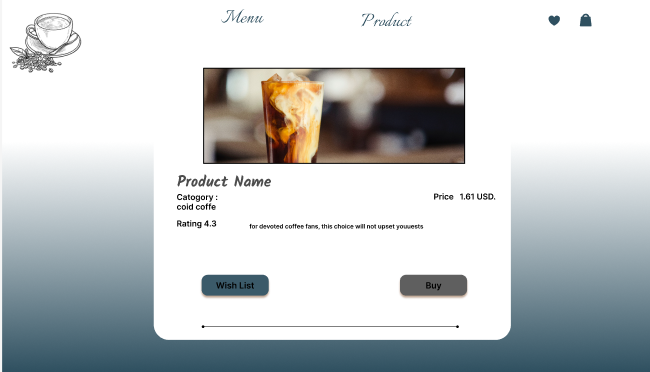 Menu
Product
Product Name
Catogory :
coid coffe
Price 1.61 USD.
Rating 4.3
for devoted coffee fans, this choice will not upset youuests
Wish List
Buy